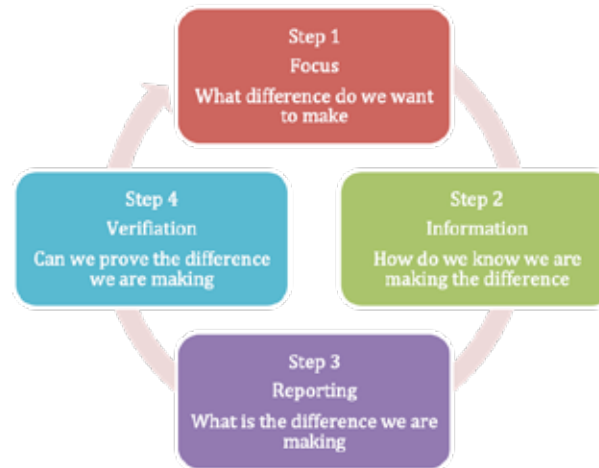 Step 1
Focus
What difference do we want
to make
Step 2
Information
How do we know we are
making the difference
Step 3
Reporting
What is the difference we are
making
Step 4
Verifiation
Can we prove the difference
we are making